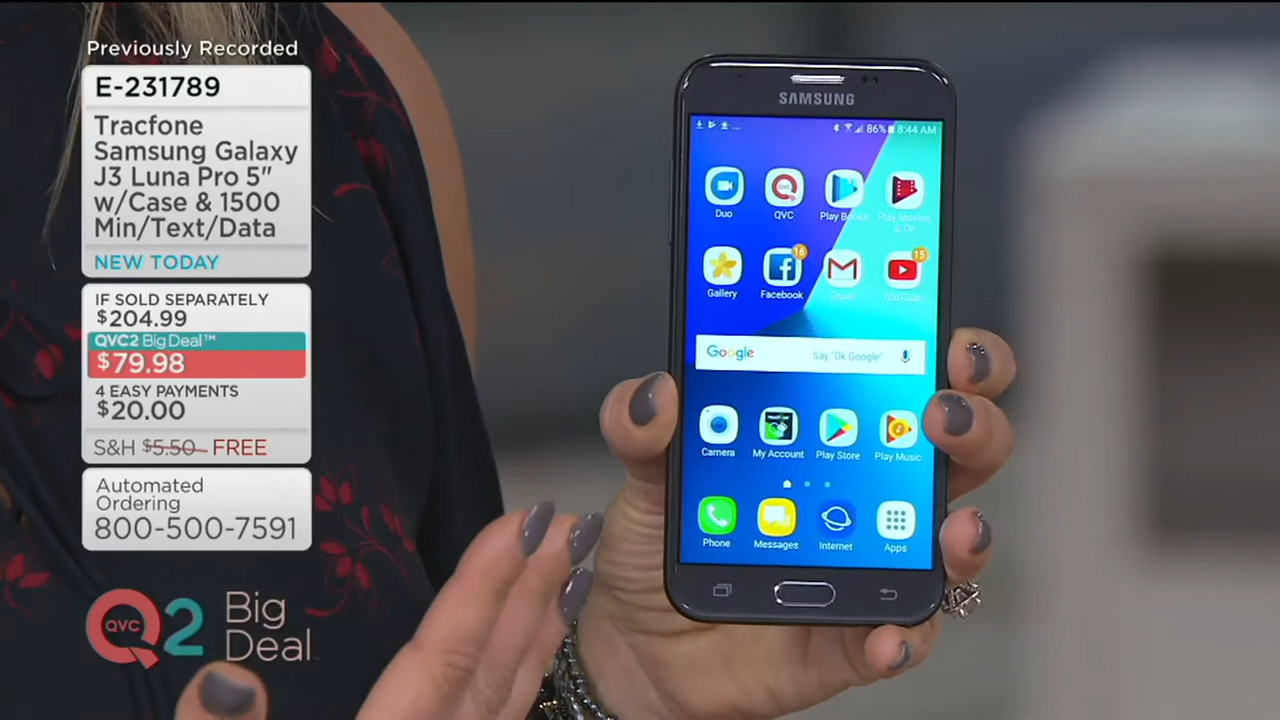 Previously Recorded
E-231789
Tracfone
Samsung Galaxy
J3 Luna Pro 5"
w/Case & 1500
Min/Text/Data
NEW TODAY
IF SOLD SEPARATELY
$204.99
QVC2 Big Deal™
$79.98
4 EASY PAYMENTS
$20.00
S&H $5.50 FREE
Automated
Ordering
800-500-7591
QVC Q2 Big
Deal
SAMSUNG
86% 8:44 AM
Duo QVC Play Books Play Movies
& TV
16 15
Gallery Facebook Gmail YouTube
Google Say "Ok Google"
TRACFONE
Camera My Account Play Store Play Music
Phone Messages Internet Apps